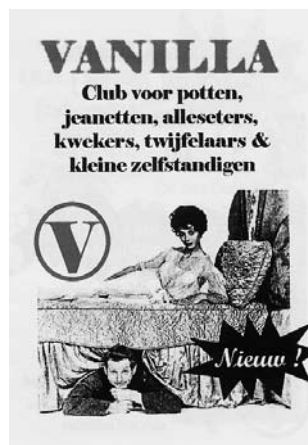 VANILLA
Club voor potten,
jeanetten, alleseters,
kwekers, twijfelaars &
kleine zelfstandigen
V
Nieuw !